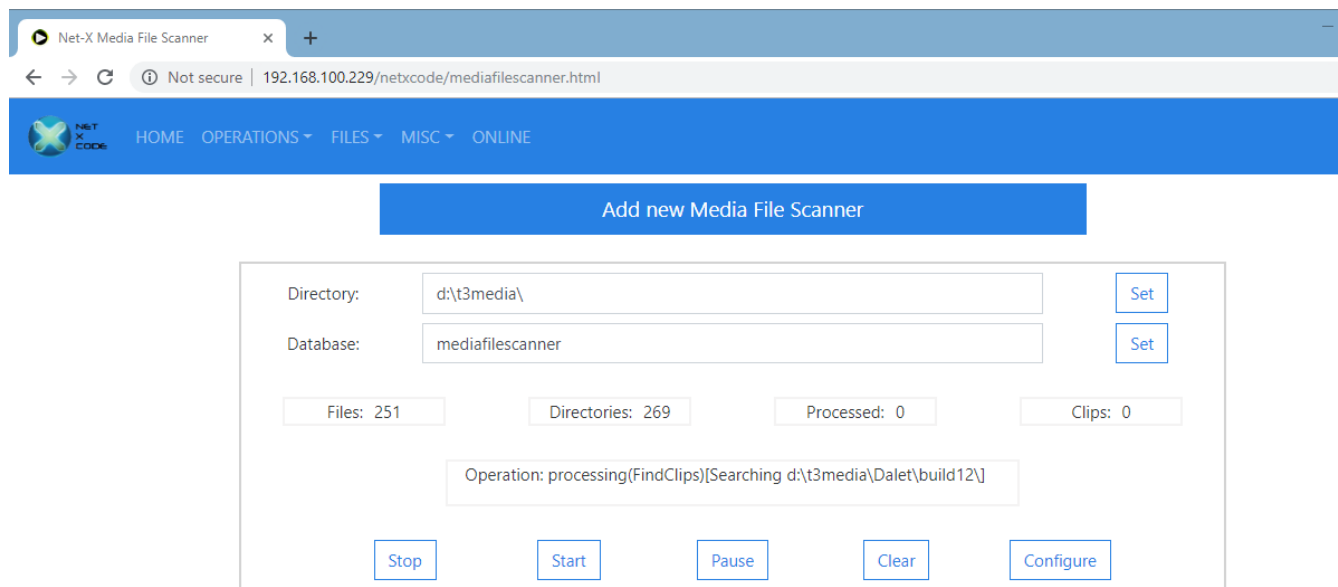 Net-X Media File Scanner
Not secure | 192.168.100.229/netxcode/mediafilescanner.html
NET
X
CODE
HOME OPERATIONS FILES MISC ONLINE
Add new Media File Scanner
Directory: d:\t3media\ Set
Database: mediafilescanner Set
Files: 251 Directories: 269 Processed: 0 Clips: 0
Operation: processing(FindClips)[Searching d:\t3media\Dalet\build12\]
Stop Start Pause Clear Configure